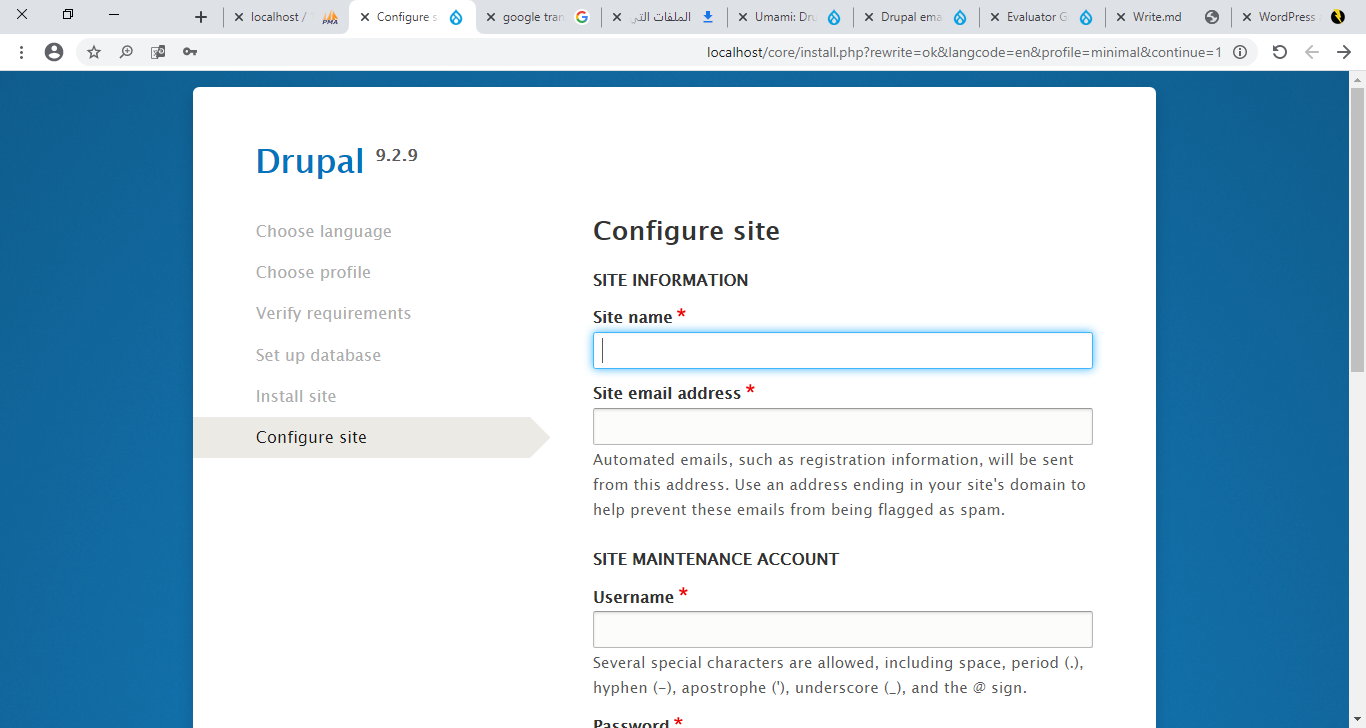 localhost /
PMA
Configure s
google tran
الملفات التي
Umami: Dru
Drupal ema
Evaluator G
Write.md
WordPress
localhost/core/install.php?rewrite=ok&langcode=en&profile=minimal&continue=1
Drupal 9.2.9
Choose language
Choose profile
Verify requirements
Set up database
Install site
Configure site
Configure site
SITE INFORMATION
Site name *
Site email address *
Automated emails, such as registration information, will be sent
from this address. Use an address ending in your site's domain to
help prevent these emails from being flagged as spam.
SITE MAINTENANCE ACCOUNT
Username *
Several special characters are allowed, including space, period (.),
hyphen (-), apostrophe ('), underscore (_), and the @ sign.
Password *